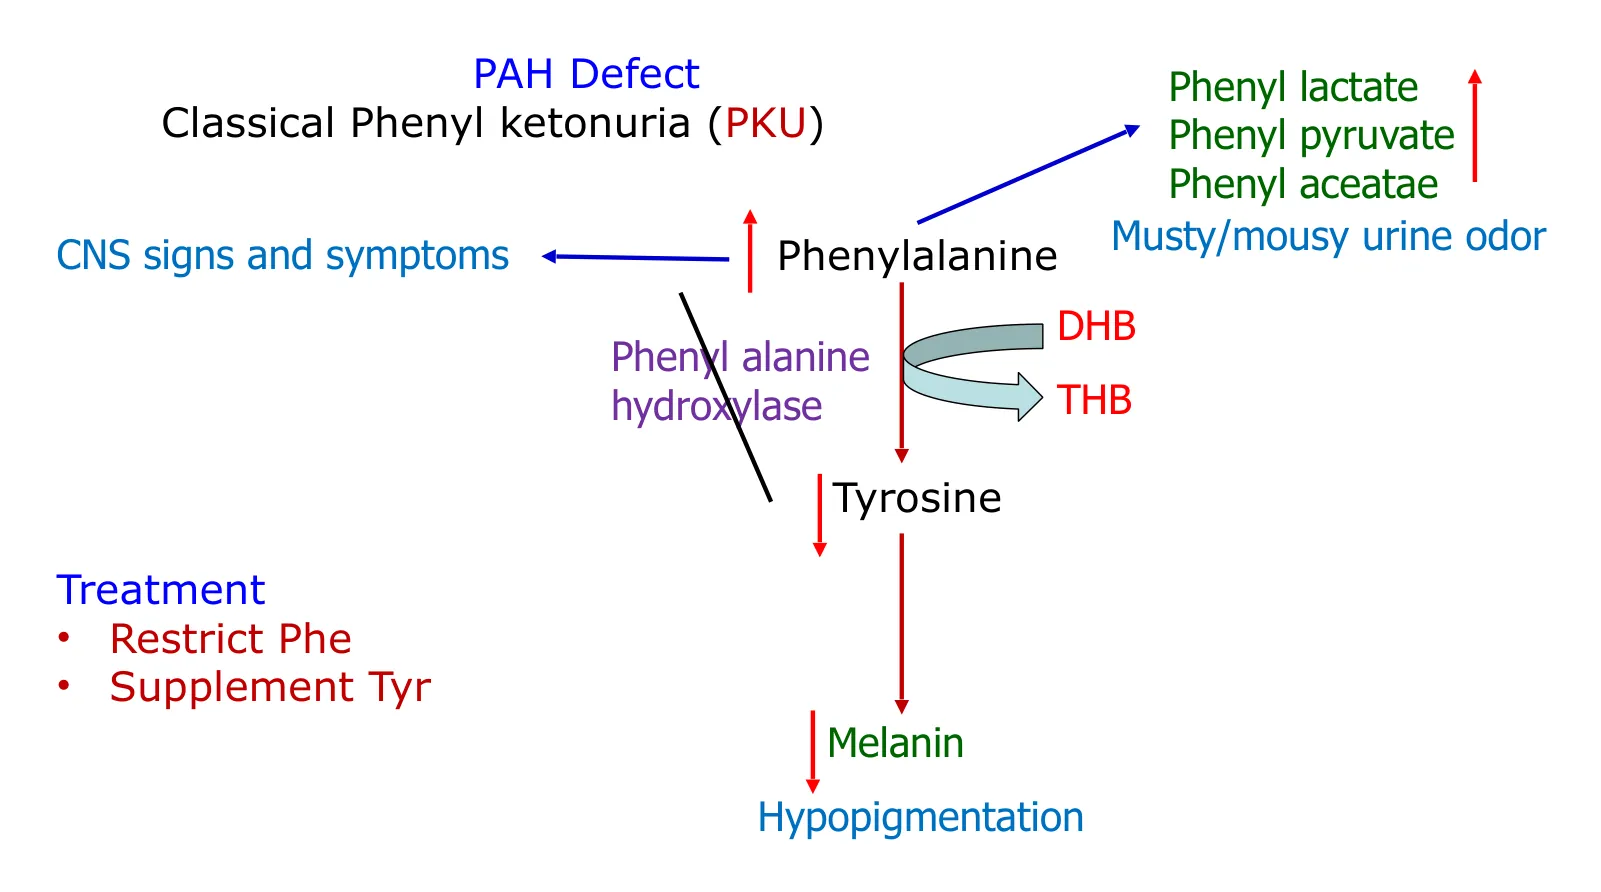 PAH Defect
Classical Phenyl ketonuria (PKU)
Phenyl lactate
Phenyl pyruvate
Phenyl aceatae
Musty/mousy urine odor
CNS signs and symptoms
Phenylalanine
DHB
Phenyl alanine
hydroxylase
THB
Tyrosine
Treatment
• Restrict Phe
• Supplement Tyr
Melanin
Hypopigmentation